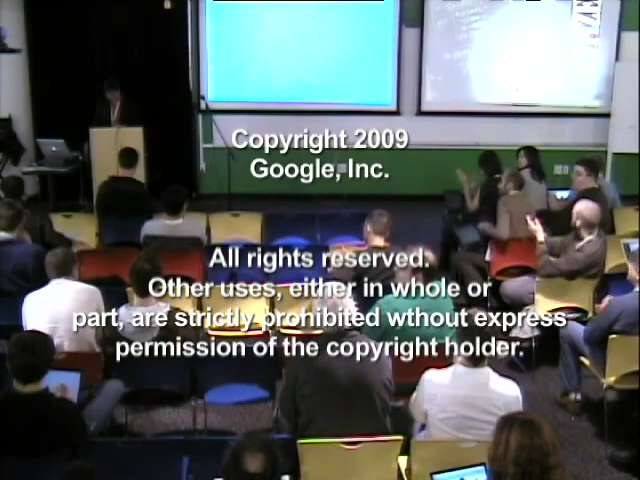 Copyright 2009
Google, Inc.
All rights reserved.
Other uses, either in whole or
part, are strictly prohibited wthout express
permission of the copyright holder.